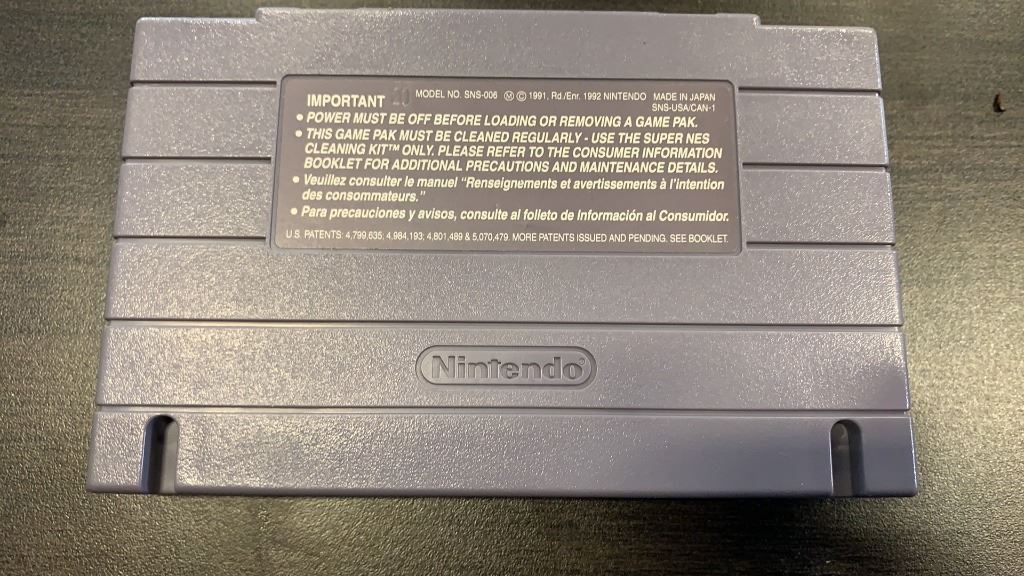 IMPORTANT MODEL NO. SNS-006 Ⓜ © 1991, Rd./Enr. 1992 NINTENDO MADE IN JAPAN
SNS-USA/CAN-1
• POWER MUST BE OFF BEFORE LOADING OR REMOVING A GAME PAK.
• THIS GAME PAK MUST BE CLEANED REGULARLY - USE THE SUPER NES
CLEANING KIT™ ONLY. PLEASE REFER TO THE CONSUMER INFORMATION
BOOKLET FOR ADDITIONAL PRECAUTIONS AND MAINTENANCE DETAILS.
• Veuillez consulter le manuel "Renseignements et avertissements à l'intention
des consommateurs."
• Para precauciones y avisos, consulte al folleto de Información al Consumidor.
U.S. PATENTS: 4,799,635; 4,984,193; 4,801,489 & 5,070,479. MORE PATENTS ISSUED AND PENDING. SEE BOOKLET.
Nintendo®